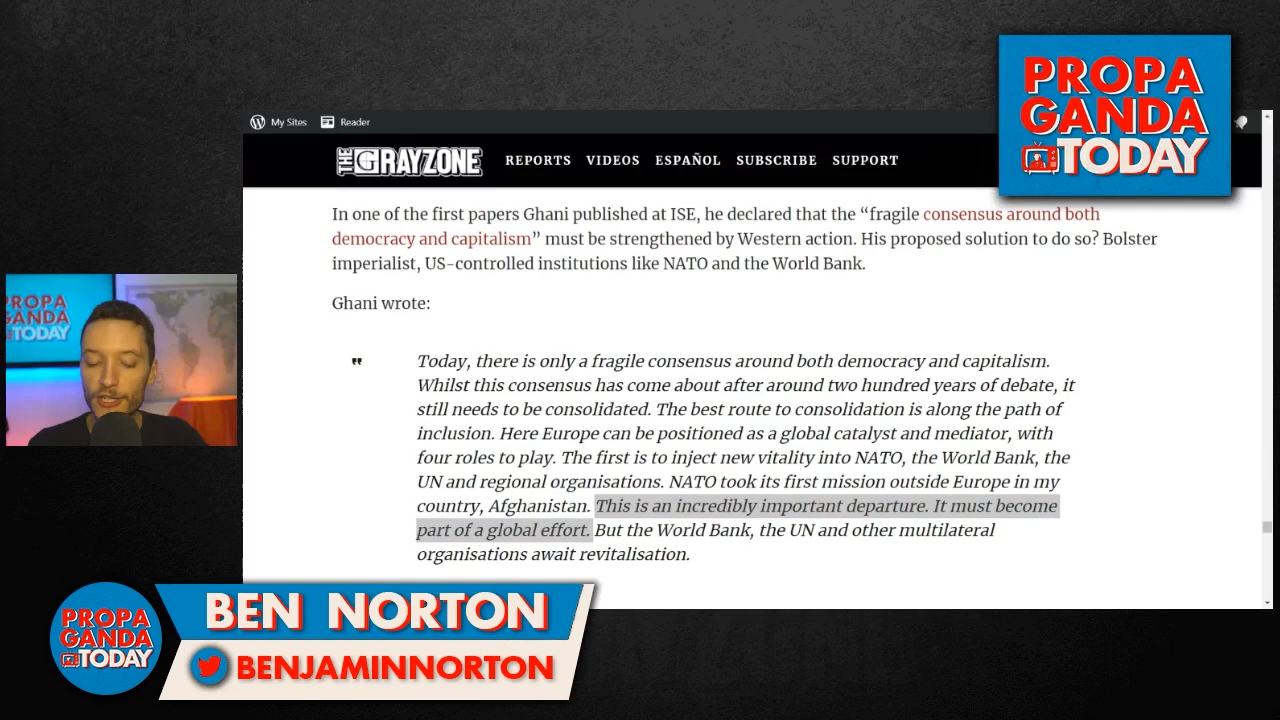 PROPA
GANDA
TODAY
My Sites
Reader
THE GRAYZONE
REPORTS
VIDEOS
ESPAÑOL
SUBSCRIBE
SUPPORT
In one of the first papers Ghani published at ISE, he declared that the “fragile consensus around both
democracy and capitalism” must be strengthened by Western action. His proposed solution to do so? Bolster
imperialist, US-controlled institutions like NATO and the World Bank.
Ghani wrote:
"
Today, there is only a fragile consensus around both democracy and capitalism.
Whilst this consensus has come about after around two hundred years of debate, it
still needs to be consolidated. The best route to consolidation is along the path of
inclusion. Here Europe can be positioned as a global catalyst and mediator, with
four roles to play. The first is to inject new vitality into NATO, the World Bank, the
UN and regional organisations. NATO took its first mission outside Europe in my
country, Afghanistan. This is an incredibly important departure. It must become
part of a global effort. But the World Bank, the UN and other multilateral
organisations await revitalisation.
PROPA
GANDA
TODAY
PROPA
GANDA
TODAY
BEN NORTON
BENJAMINNORTON